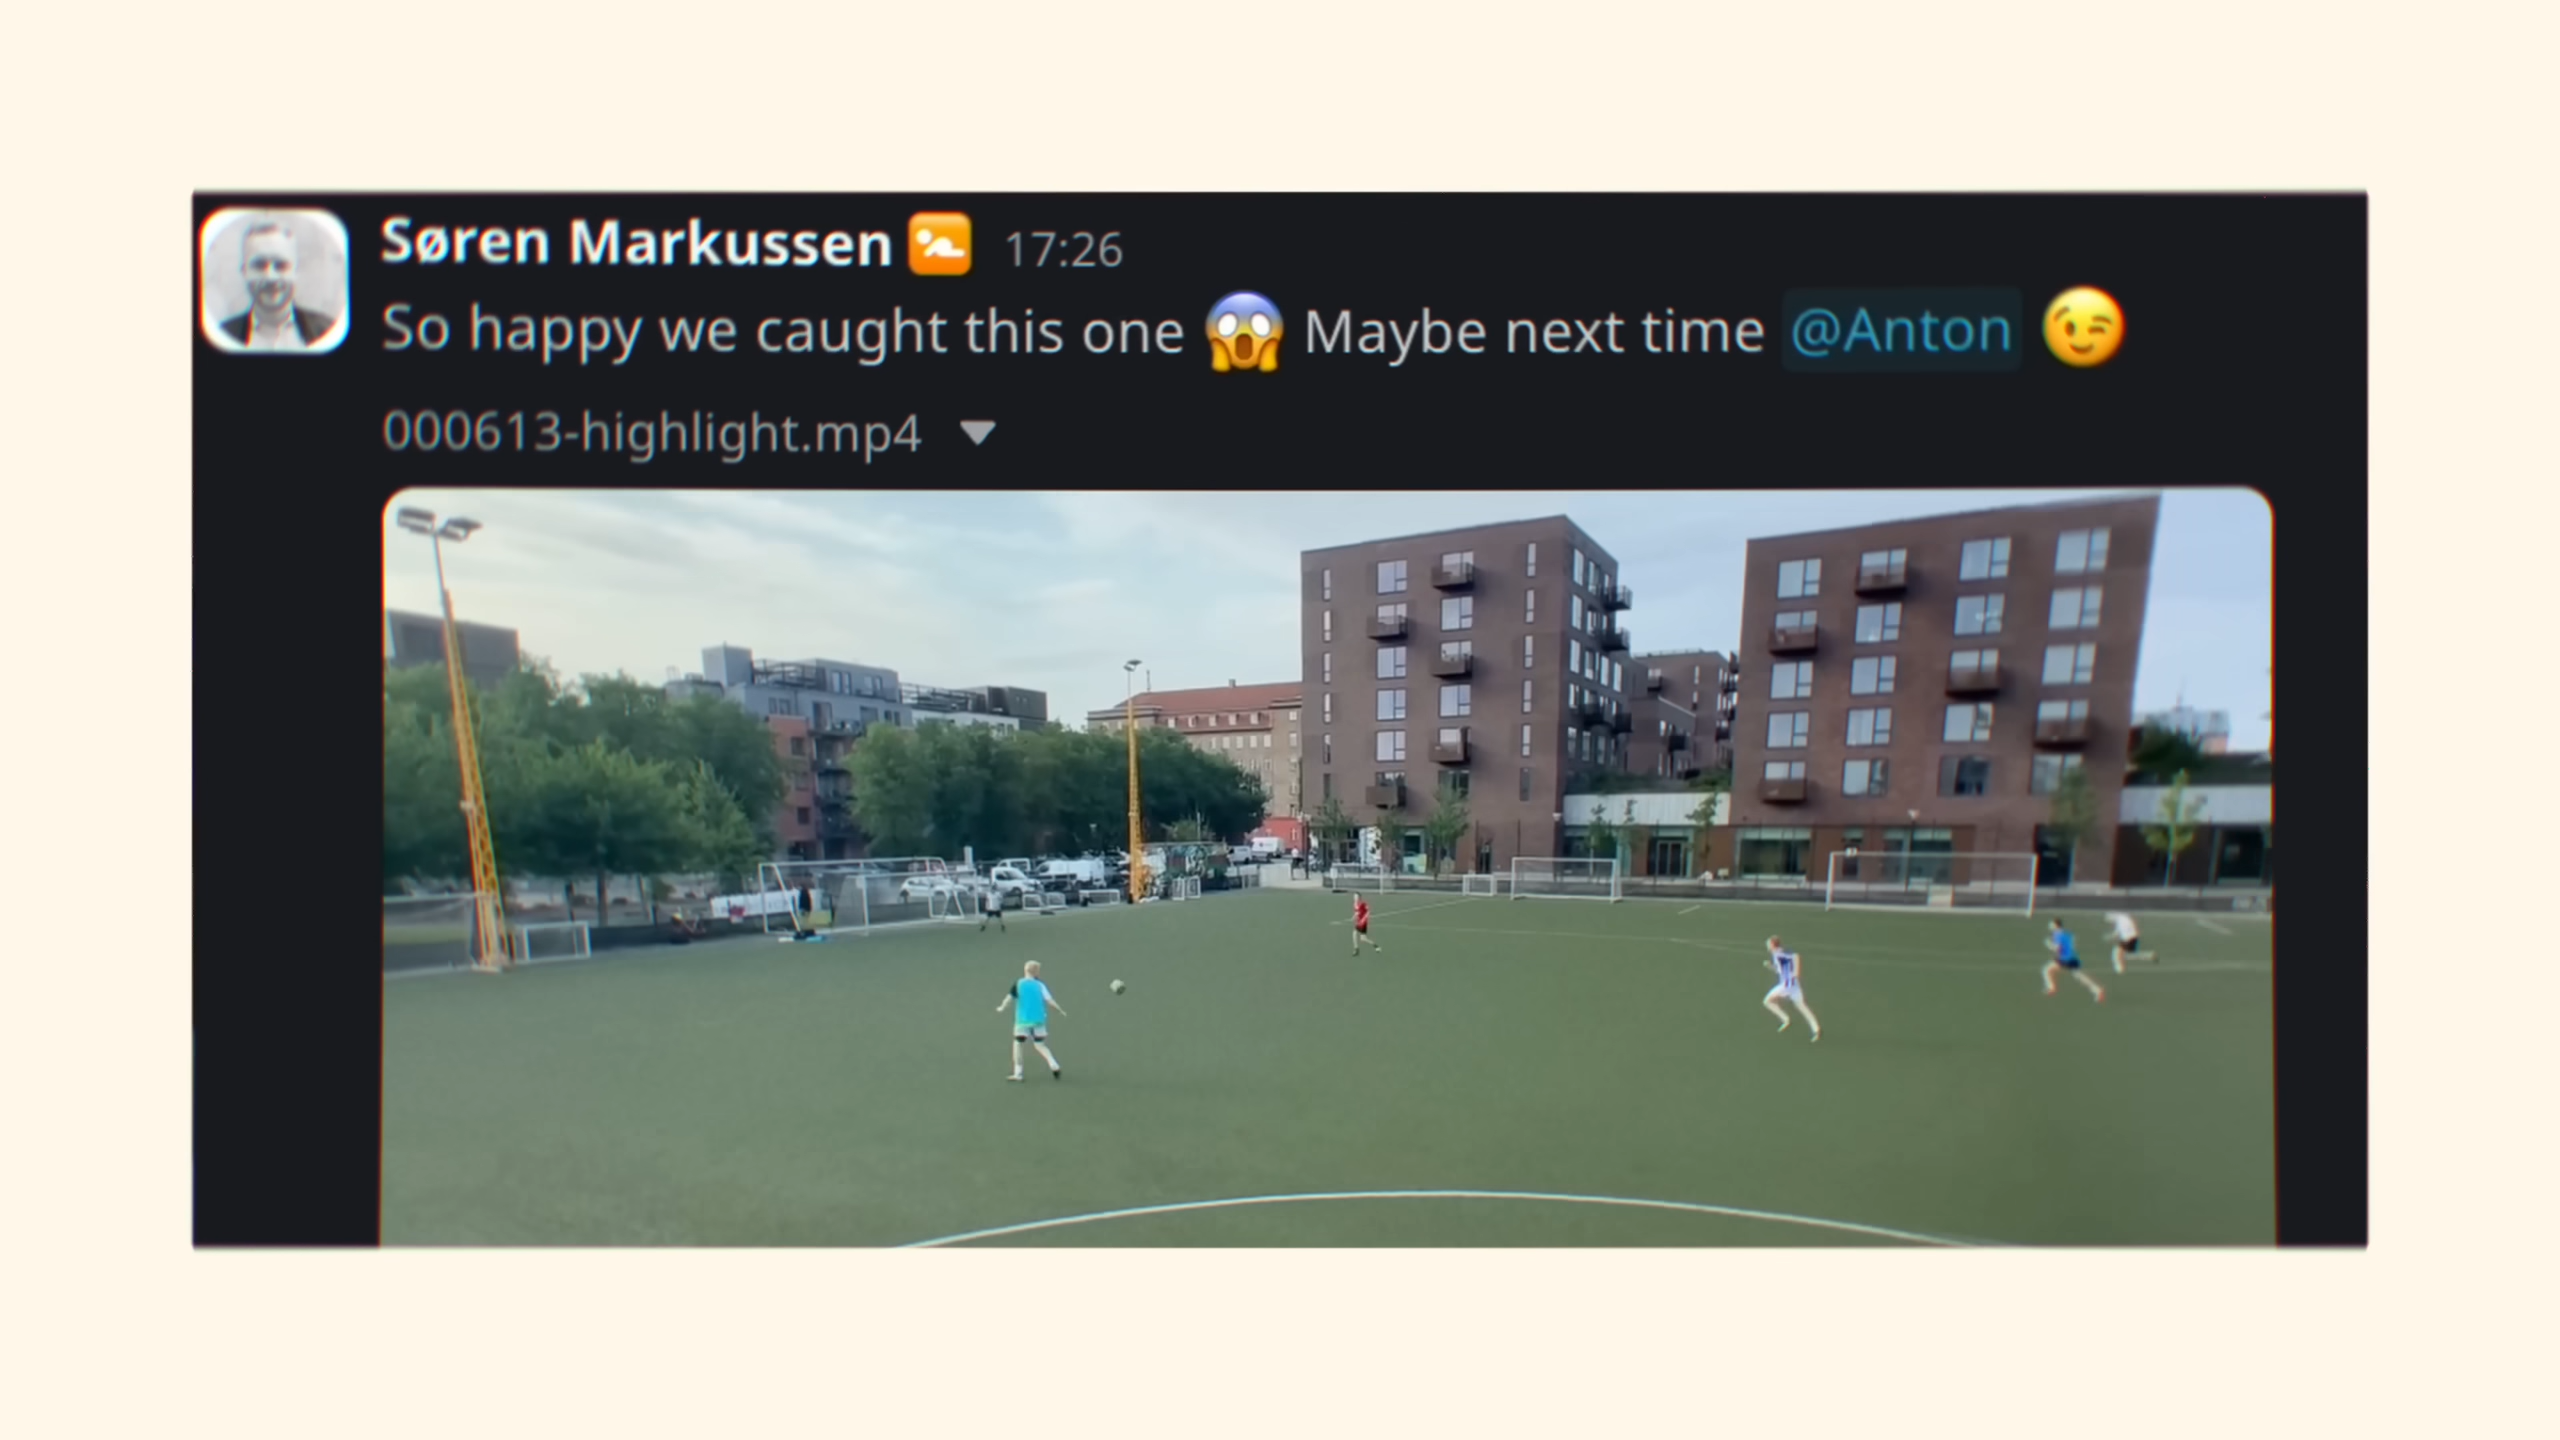 Søren Markussen 17:26
So happy we caught this one 😱 Maybe next time @Anton 😉
000613-highlight.mp4